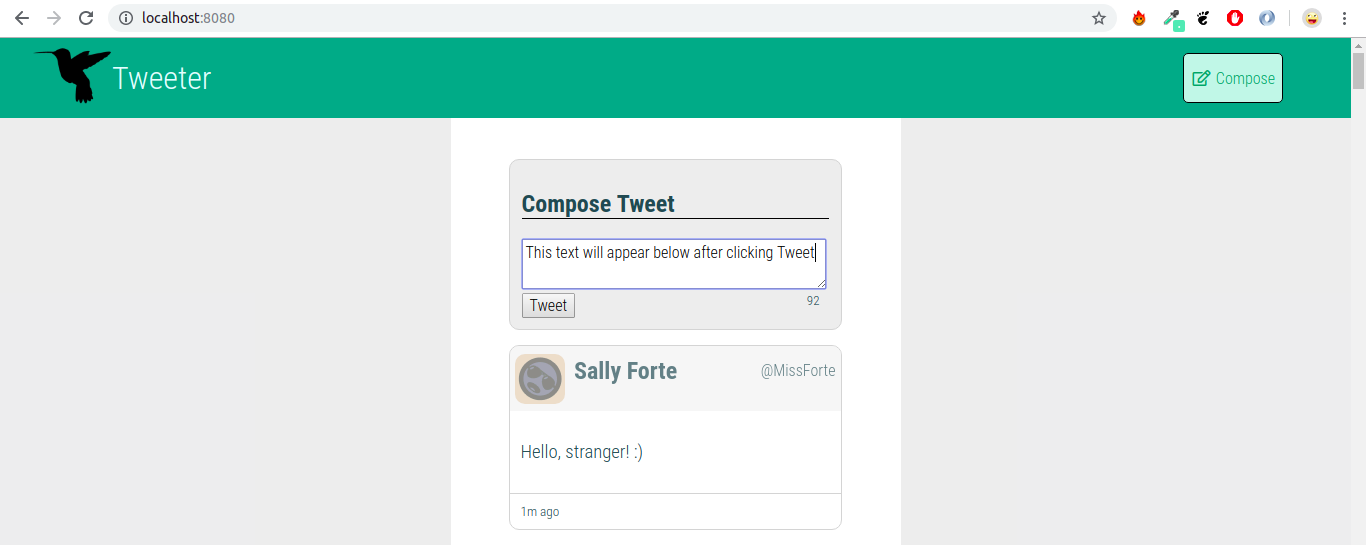 localhost:8080
Tweeter
Compose
Compose Tweet
This text will appear below after clicking Tweet
Tweet
92
Sally Forte
@MissForte
Hello, stranger! :)
1m ago